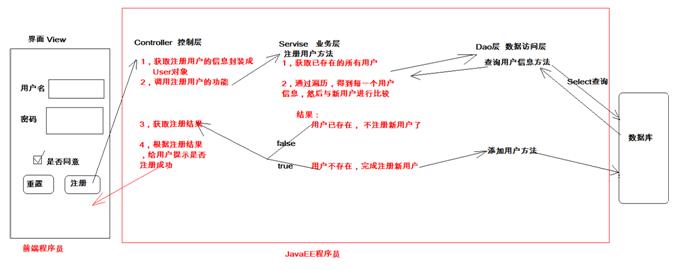 界面 View
用户名
密码
是否同意
重置
注册
前端程序员
Controller 控制层
1，获取注册用户的信息封装成
User对象
2，调用注册用户的功能
3，获取注册结果
4，根据注册结果
，给用户提示是否
注册成功
Servise 业务层
注册用户方法
1，获取已存在的所有用户
2，通过遍历，得到每一个用户
信息，然后与新用户进行比较
结果：
用户已存在， 不注册新用户了
false
true
用户不存在，完成注册新用户
Dao层 数据访问层
查询用户信息方法
Select查询
添加用户方法
数据库
JavaEE程序员